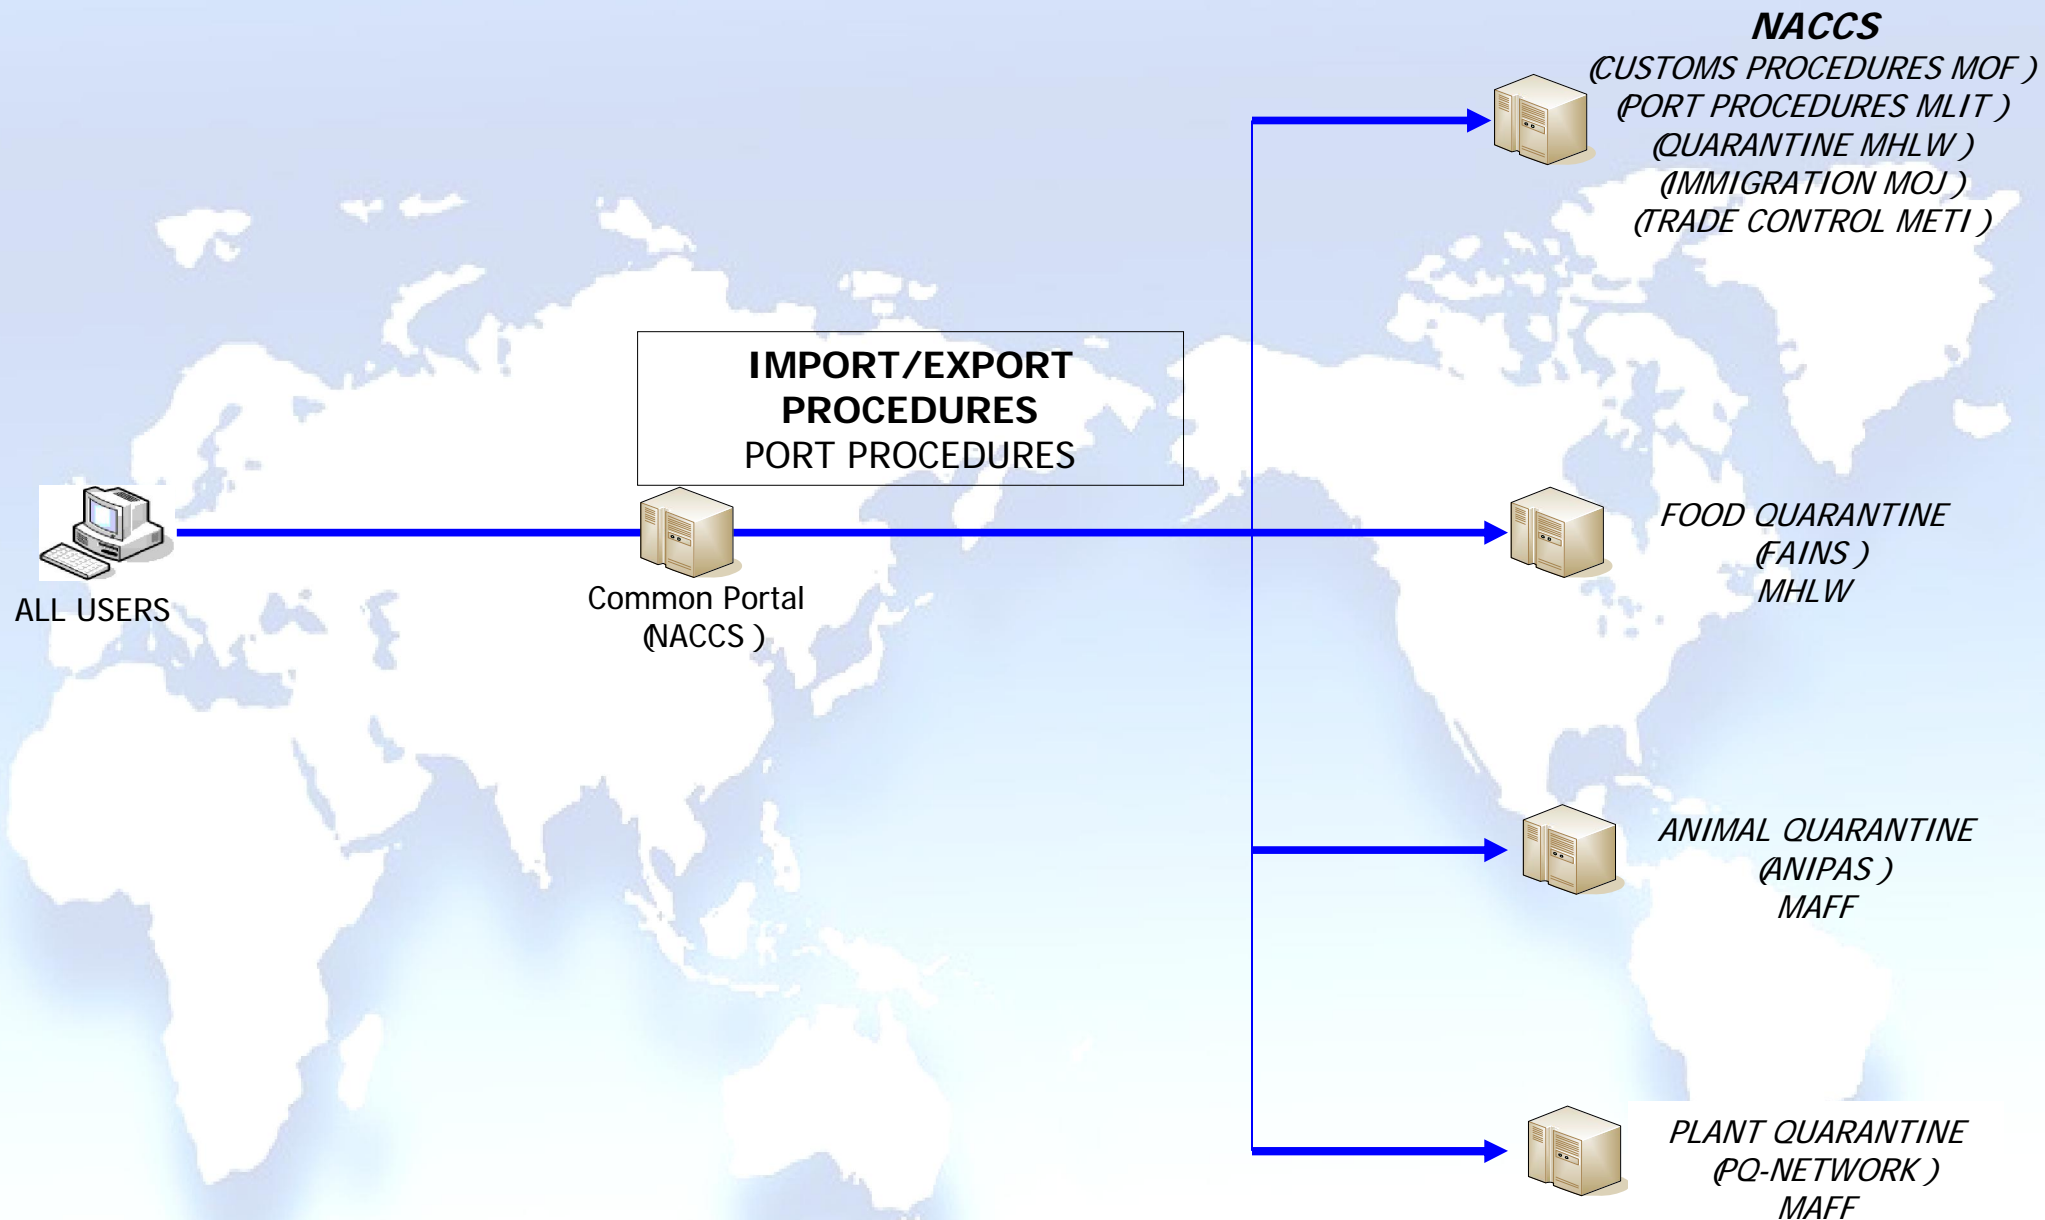 NACCS
(CUSTOMS PROCEDURES MOF )
(PORT PROCEDURES MLIT )
(QUARANTINE MHLW )
(IMMIGRATION MOJ )
(TRADE CONTROL METI )
IMPORT/EXPORT
PROCEDURES
PORT PROCEDURES
ALL USERS
Common Portal
(NACCS )
FOOD QUARANTINE
(FAINS )
MHLW
ANIMAL QUARANTINE
(ANIPAS )
MAFF
PLANT QUARANTINE
(PQ-NETWORK )
MAFF